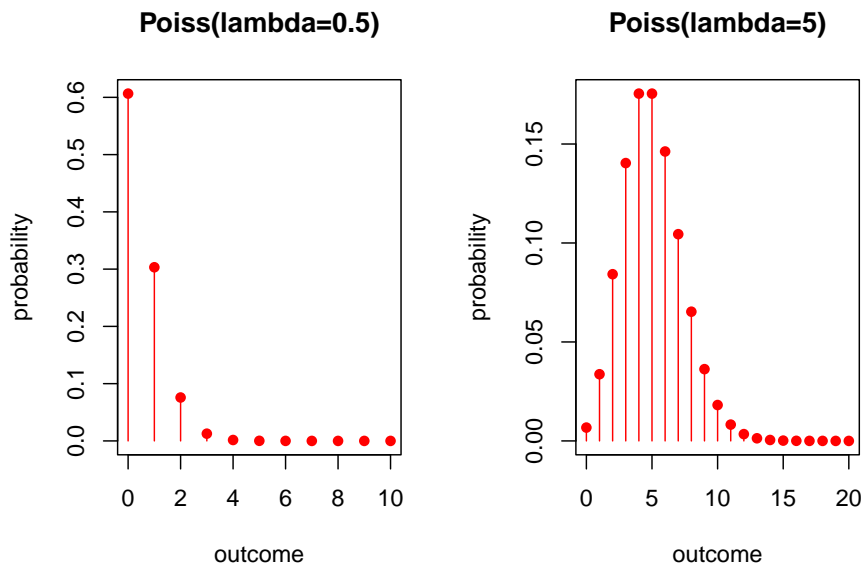 Poiss(lambda=0.5)
probability
0.0 0.1 0.2 0.3 0.4 0.5 0.6
0 2 4 6 8 10
outcome
Poiss(lambda=5)
probability
0.00 0.05 0.10 0.15
0 5 10 15 20
outcome